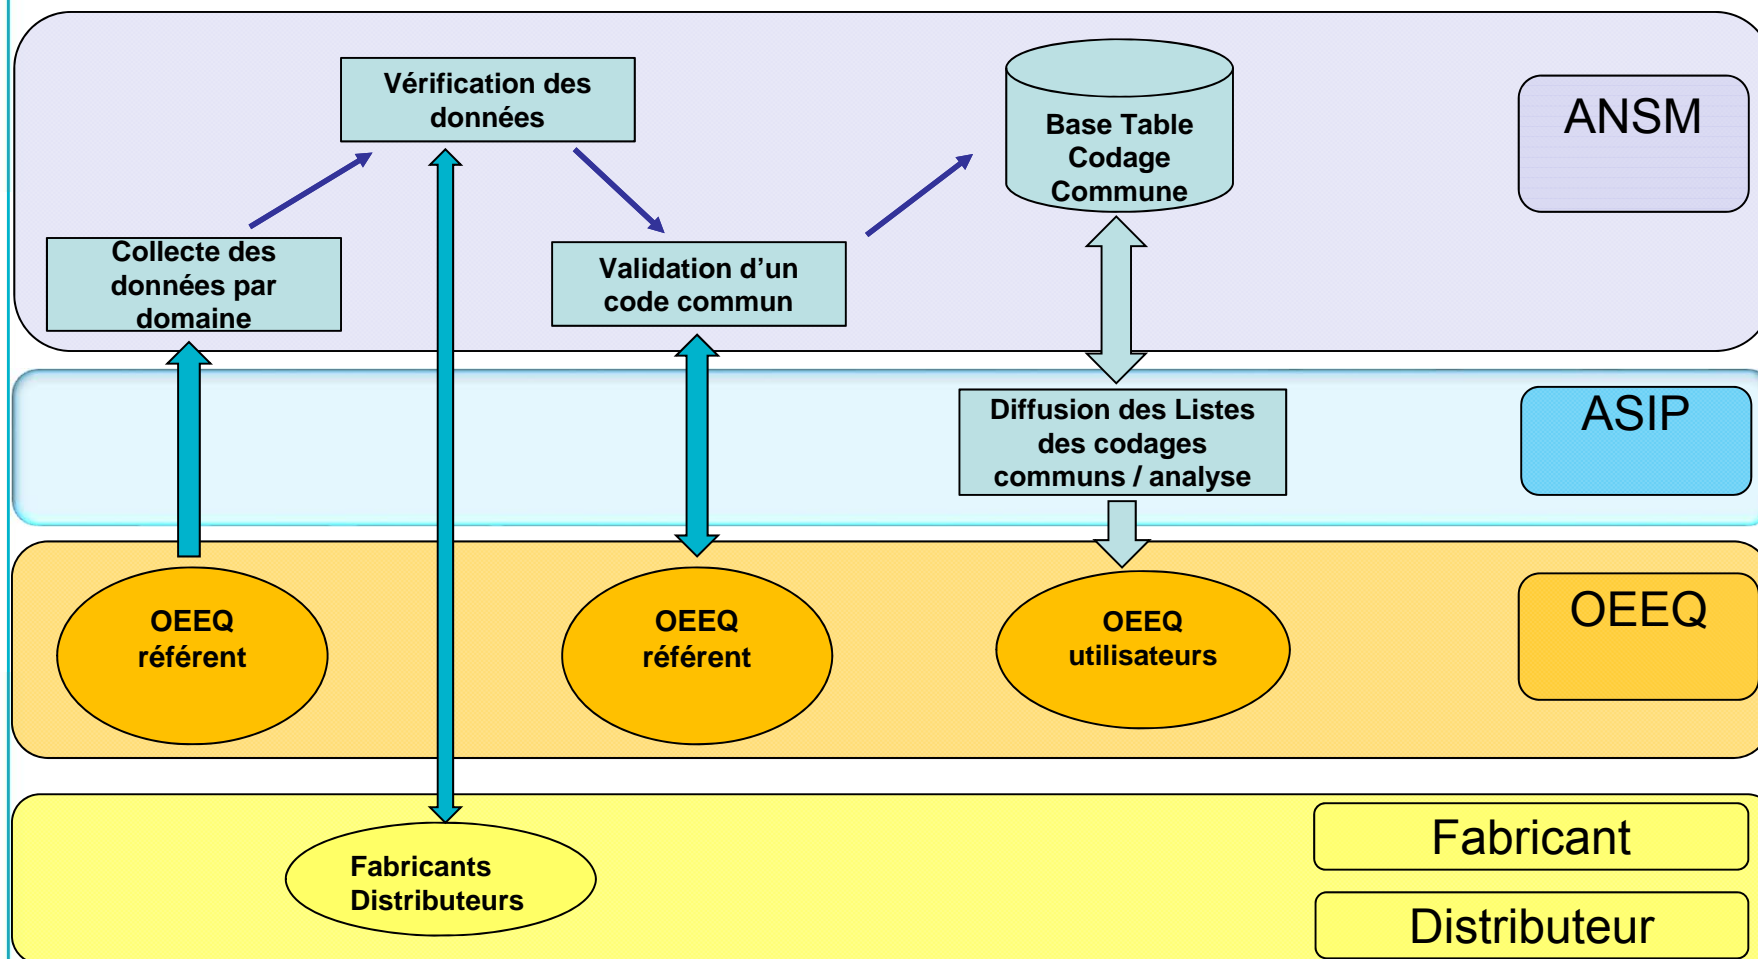 Vérification des
données
Base Table
Codage
Commune
ANSM
Collecte des
données par
domaine
Validation d’un
code commun
Diffusion des Listes
des codages
communs / analyse
ASIP
OEEQ
référent
OEEQ
référent
OEEQ
utilisateurs
OEEQ
Fabricants
Distributeurs
Fabricant
Distributeur